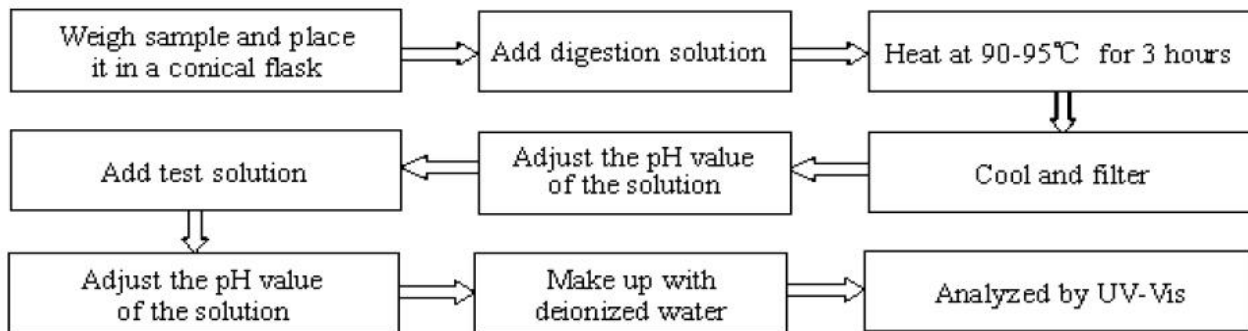 Weigh sample and place
it in a conical flask
Add digestion solution
Heat at 90-95℃ for 3 hours
Cool and filter
Adjust the pH value
of the solution
Add test solution
Adjust the pH value
of the solution
Make up with
deionized water
Analyzed by UV-Vis